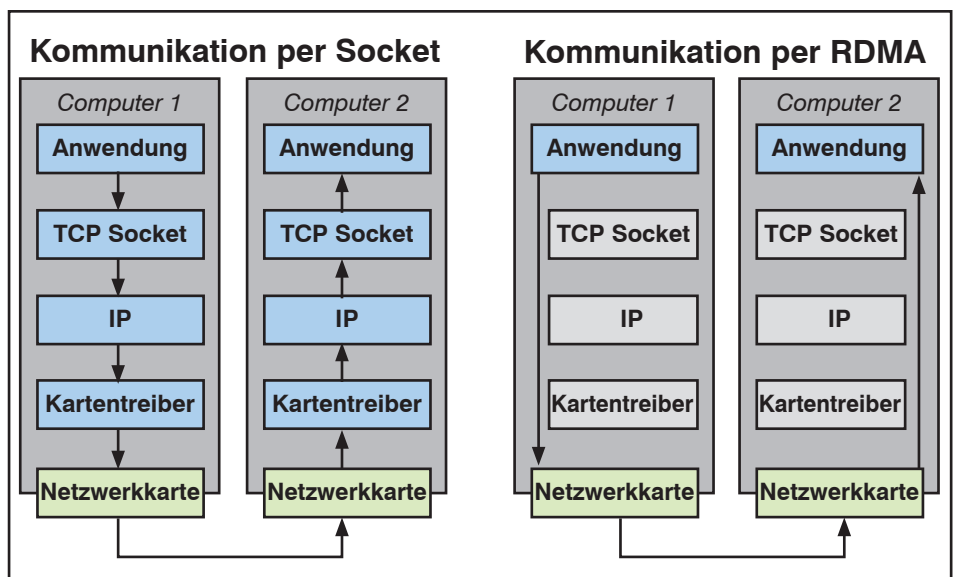 Kommunikation per Socket
Computer 1
Anwendung
TCP Socket
IP
Kartentreiber
Netzwerkkarte
Computer 2
Anwendung
TCP Socket
IP
Kartentreiber
Netzwerkkarte
Kommunikation per RDMA
Computer 1
Anwendung
TCP Socket
IP
Kartentreiber
Netzwerkkarte
Computer 2
Anwendung
TCP Socket
IP
Kartentreiber
Netzwerkkarte